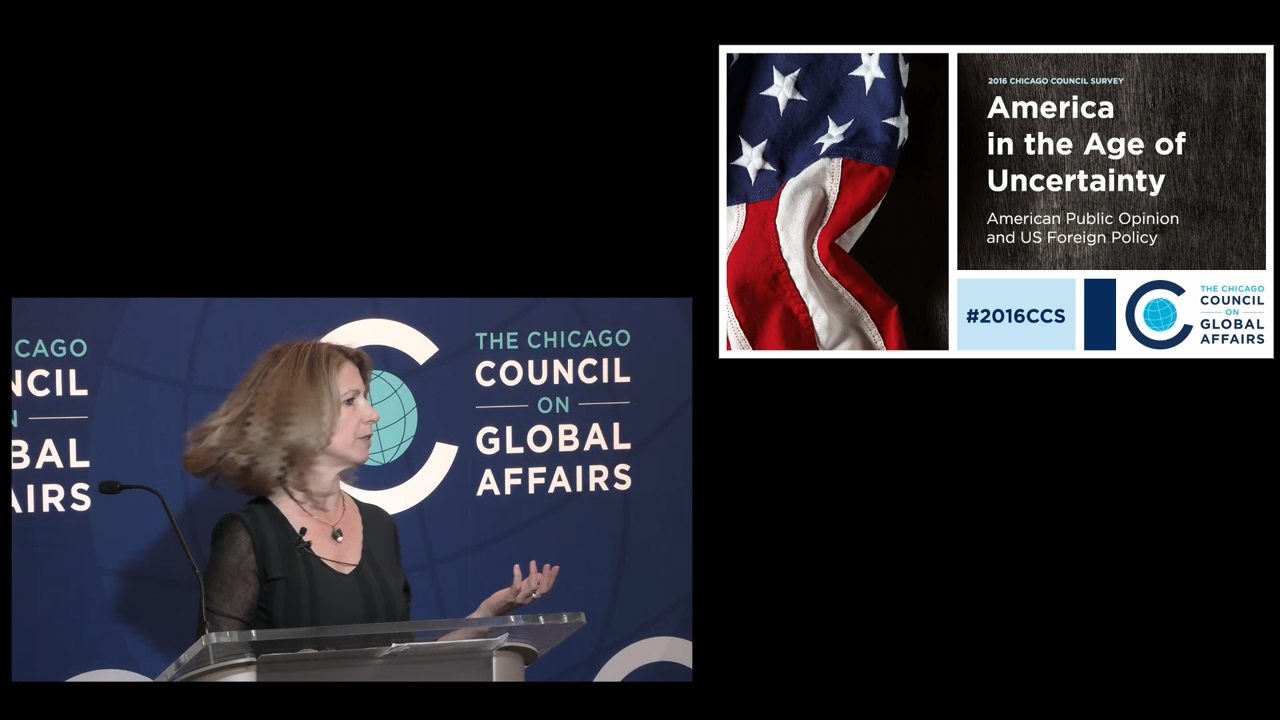 2016 CHICAGO COUNCIL SURVEY
America
in the Age of
Uncertainty
American Public Opinion
and US Foreign Policy
#2016CCS
THE CHICAGO
COUNCIL
ON
GLOBAL
AFFAIRS
CAGO
NCIL
N
BAL
AIRS
THE CHICAGO
COUNCIL
ON
GLOBAL
AFFAIRS